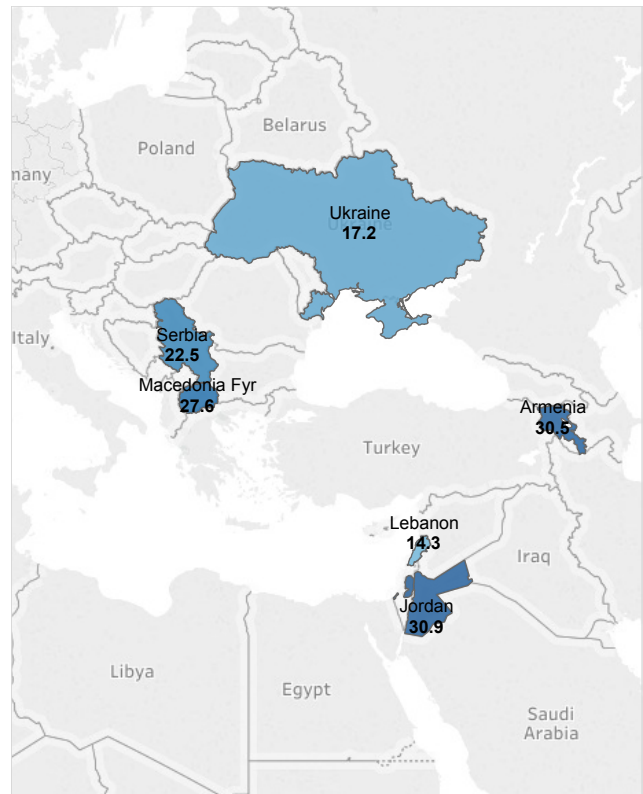 Belarus
Poland
many
Ukraine
17.2
Italy
Serbia
22.5
Macedonia Fyr
27.6
Armenia
30.5
Turkey
Lebanon
14.3
Iraq
Jordan
30.9
Libya
Egypt
Saudi
Arabia